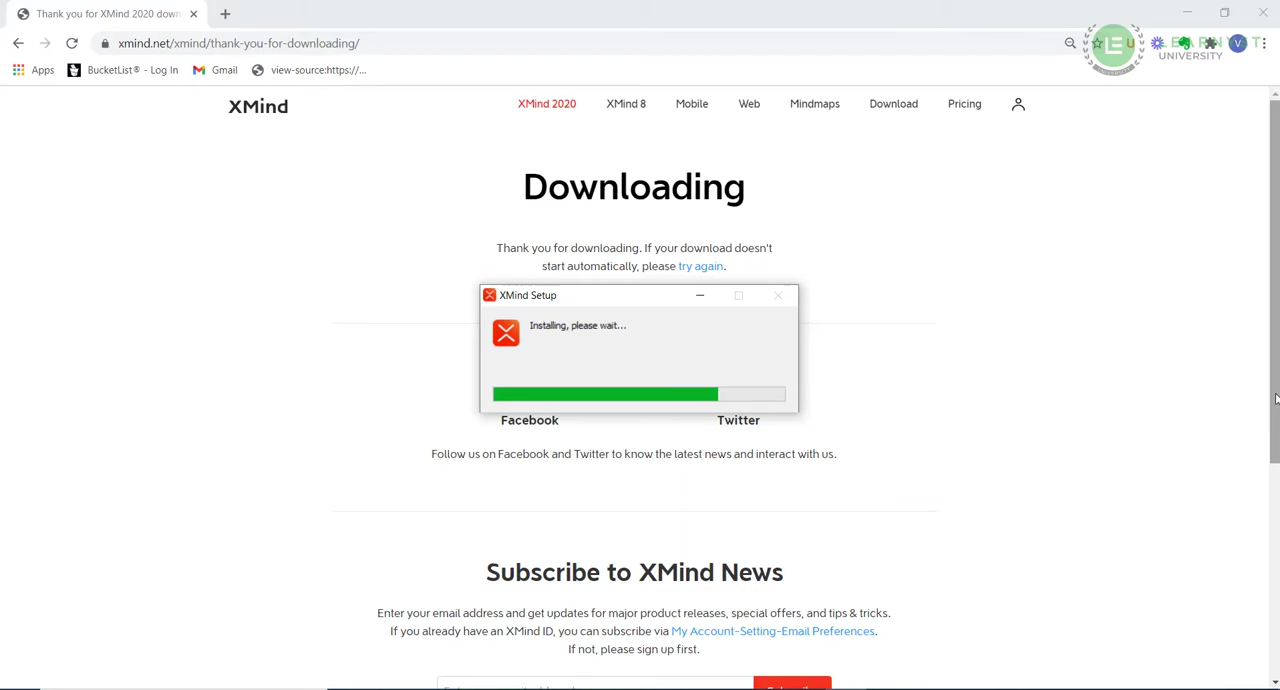 Thank you for XMind 2020 down
xmind.net/xmind/thank-you-for-downloading/
LE
LEARNYST
UNIVERSITY
UNIVERSITY
U
V
Apps
BucketList® - Log In
Gmail
view-source:https://...
XMind
XMind 2020
XMind 8
Mobile
Web
Mindmaps
Download
Pricing
Downloading
Thank you for downloading. If your download doesn't
start automatically, please try again.
XMind Setup
Installing, please wait...
Facebook
Twitter
Follow us on Facebook and Twitter to know the latest news and interact with us.
Subscribe to XMind News
Enter your email address and get updates for major product releases, special offers, and tips & tricks.
If you already have an XMind ID, you can subscribe via My Account-Setting-Email Preferences.
If not, please sign up first.